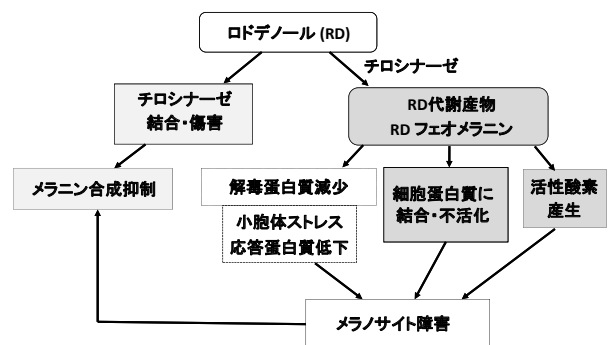 ロドデノール (RD)
チロシナーゼ
チロシナーゼ
結合・傷害
RD代謝産物
RD フェオメラニン
メラニン合成抑制
解毒蛋白質減少
小胞体ストレス
応答蛋白質低下
細胞蛋白質に
結合・不活化
活性酸素
産生
メラノサイト障害